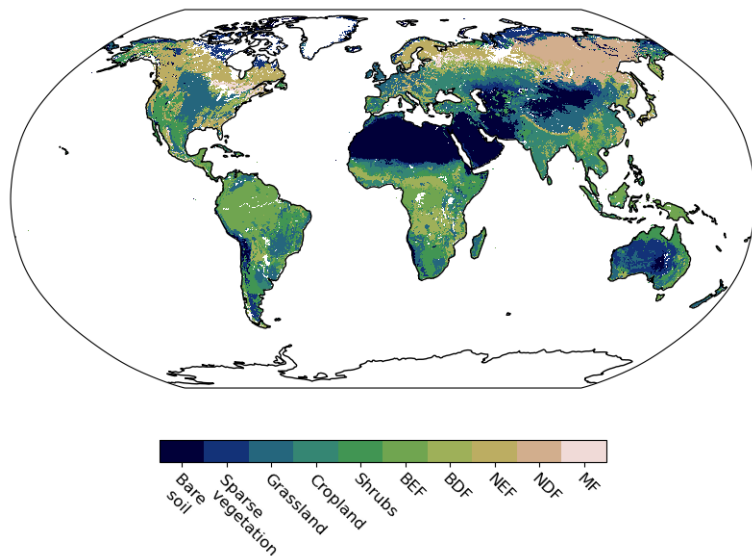 Bare
soil
Sparse
vegetation
Grassland
Cropland
Shrubs
BEF
BDF
NEF
NDF
MF